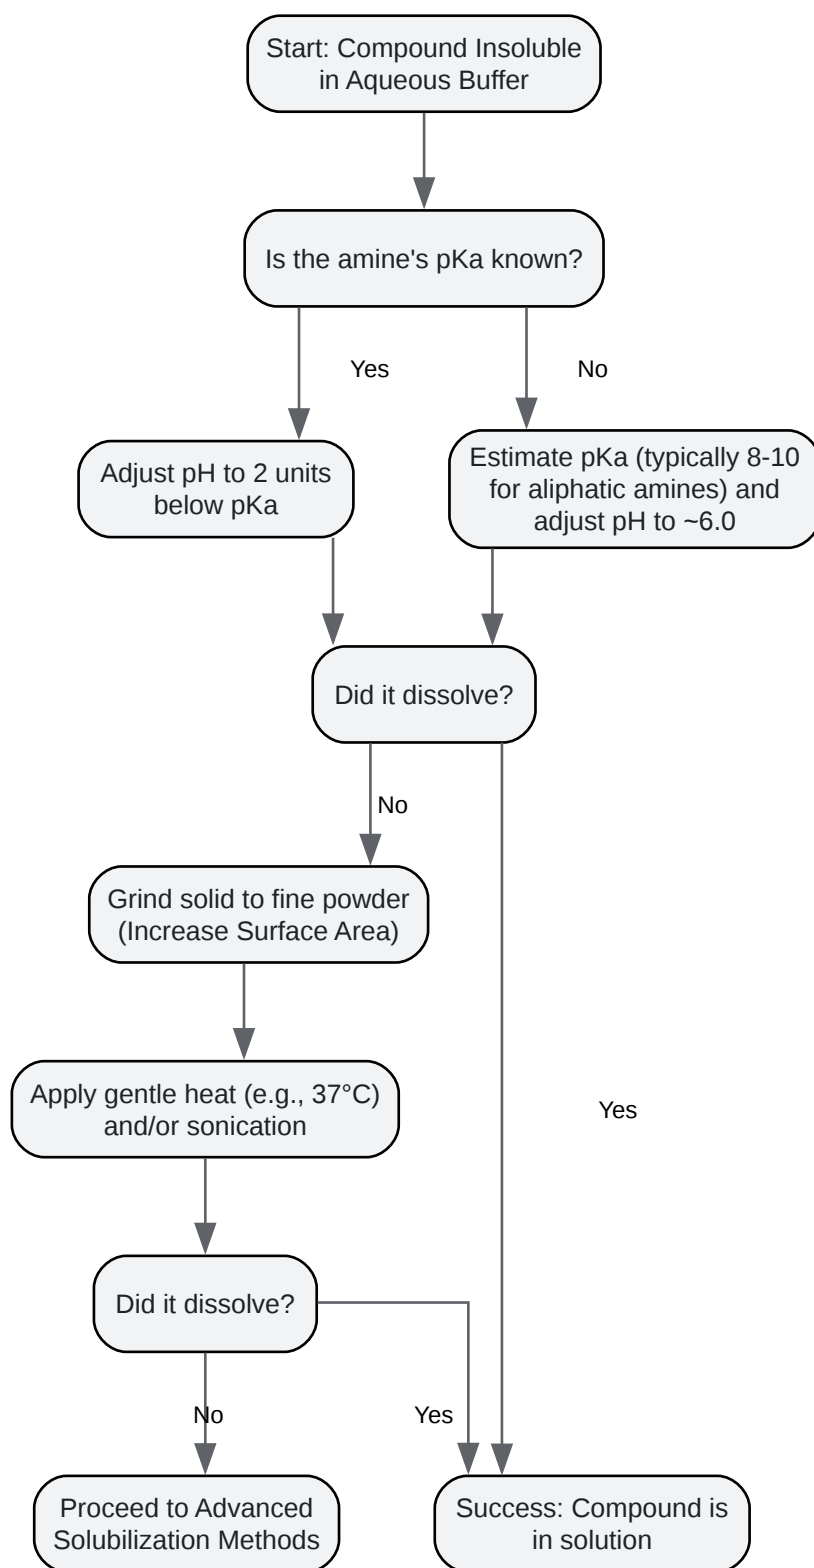 Start: Compound Insoluble
in Aqueous Buffer
Is the amine's pKa known?
Yes
No
Adjust pH to 2 units
below pKa
Estimate pKa (typically 8-10
for aliphatic amines) and
adjust pH to ~6.0
Did it dissolve?
No
Grind solid to fine powder
(Increase Surface Area)
Apply gentle heat (e.g., 37°C)
and/or sonication
Yes
Did it dissolve?
No
Yes
Proceed to Advanced
Solubilization Methods
Success: Compound is
in solution